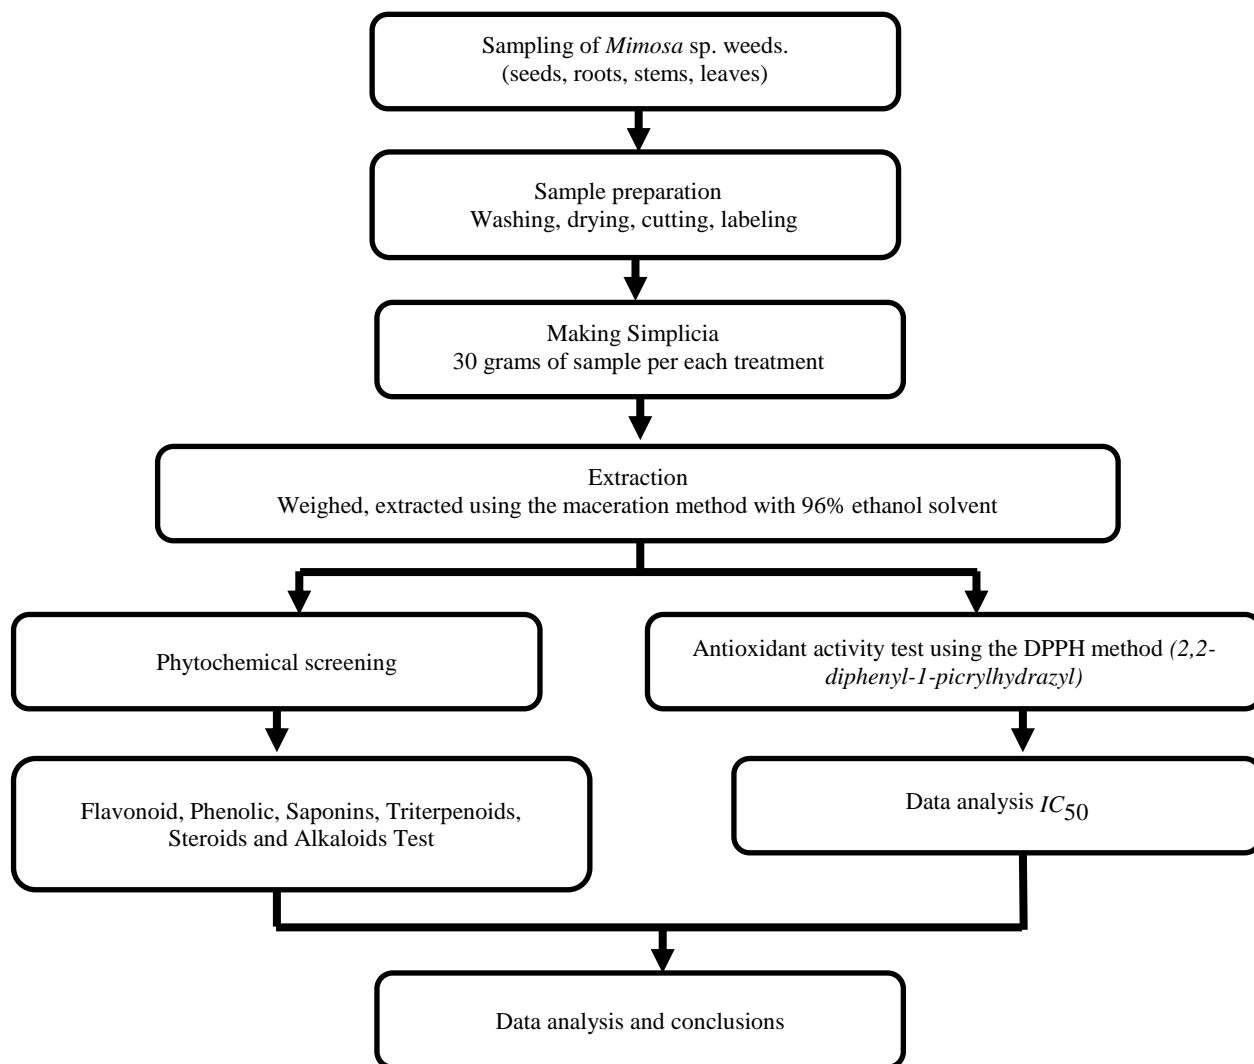 Sampling of Mimosa sp. weeds.
(seeds, roots, stems, leaves)
Sample preparation
Washing, drying, cutting, labeling
Making Simplicia
30 grams of sample per each treatment
Extraction
Weighed, extracted using the maceration method with 96% ethanol solvent
Phytochemical screening
Antioxidant activity test using the DPPH method (2,2-
diphenyl-1-picrylhydrazyl)
Flavonoid, Phenolic, Saponins, Triterpenoids,
Steroids and Alkaloids Test
Data analysis IC50
Data analysis and conclusions